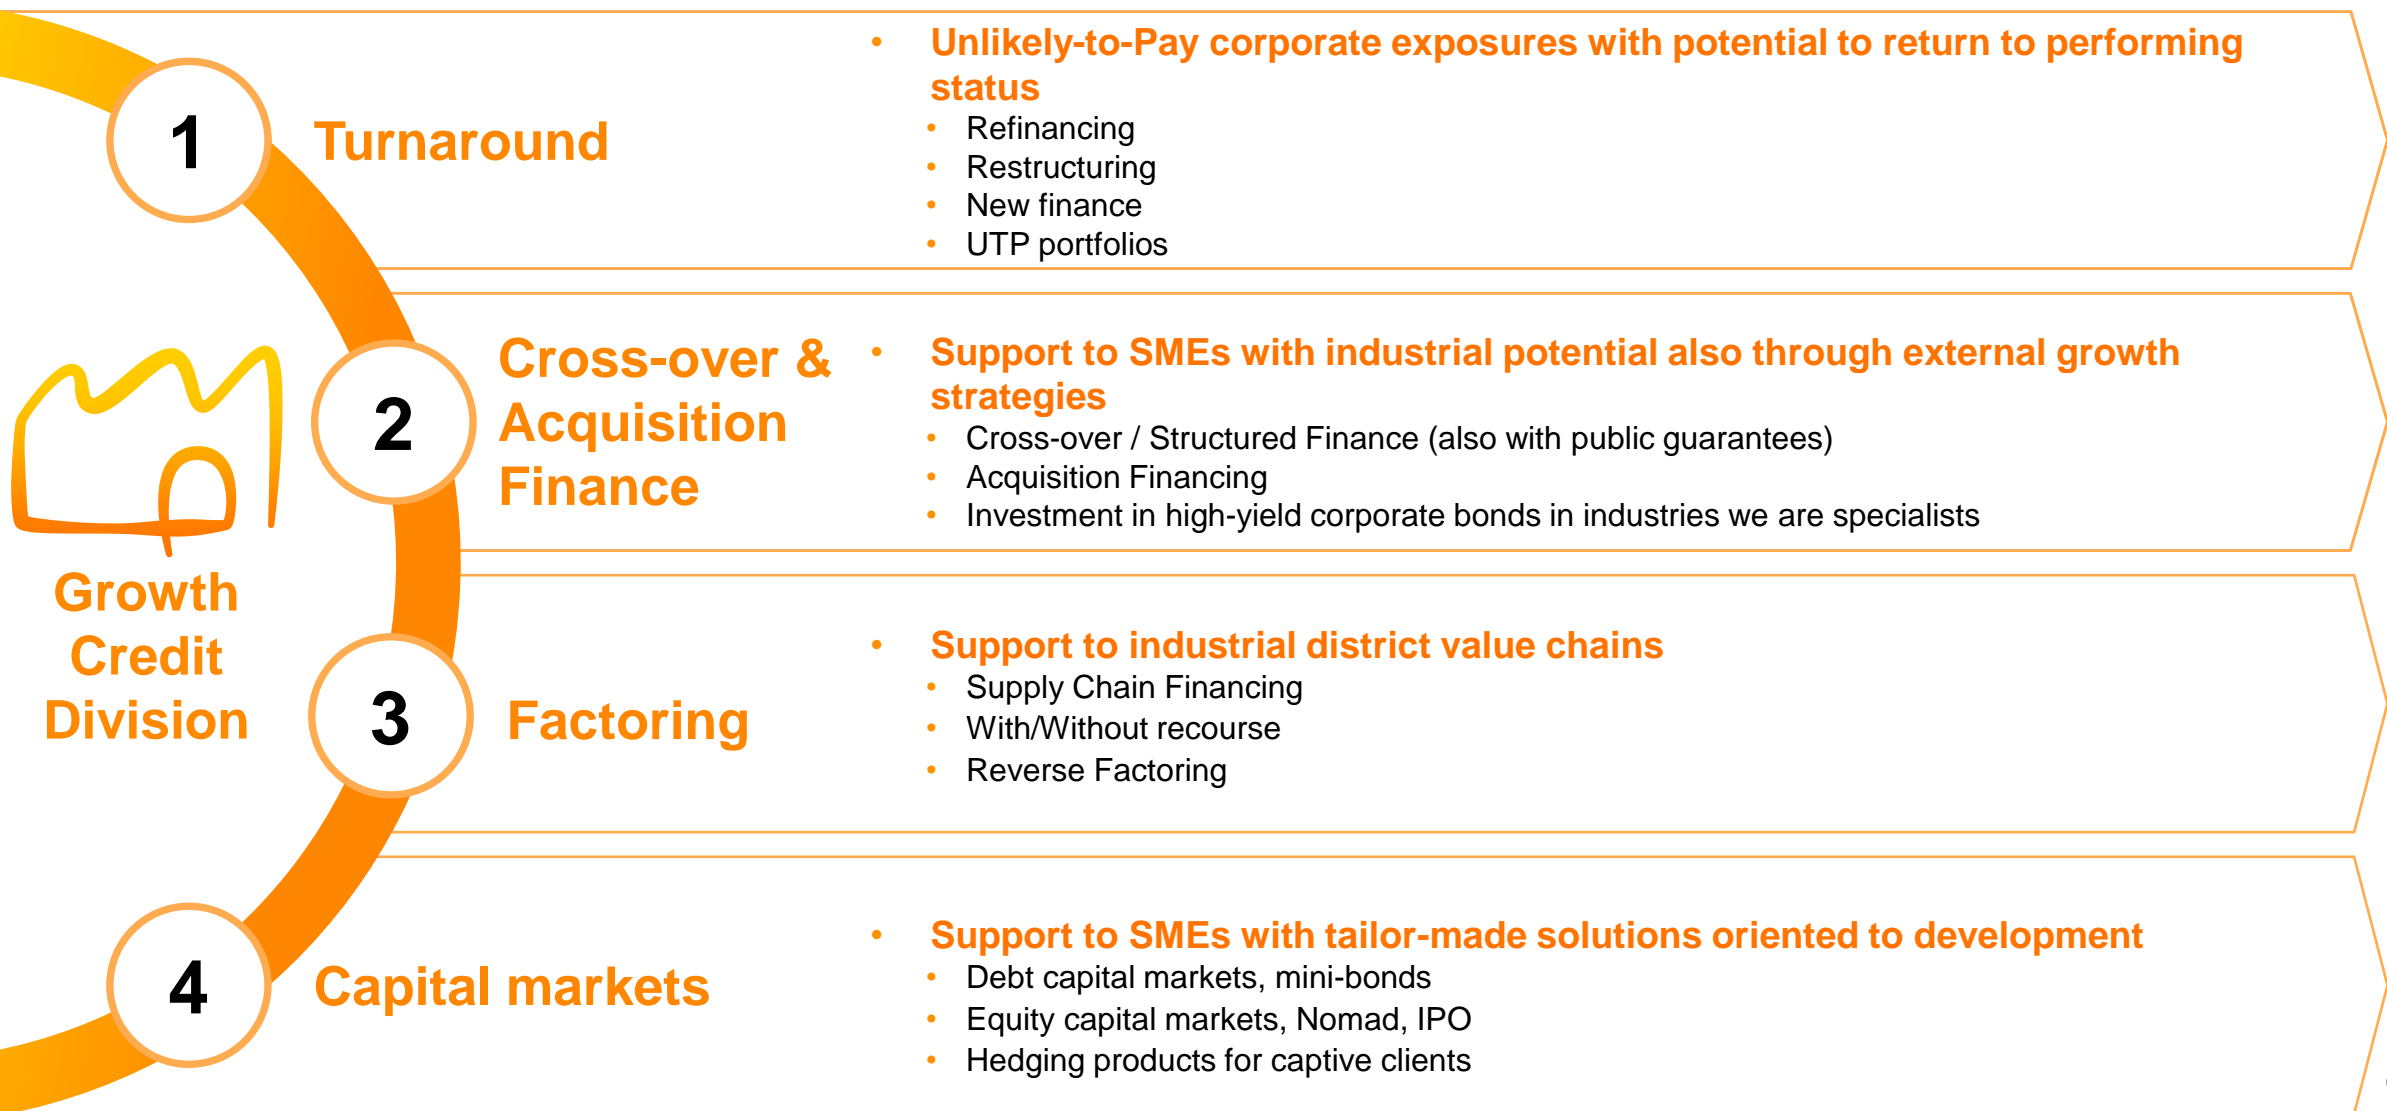 1
Turnaround
• Unlikely-to-Pay corporate exposures with potential to return to performing
status
• Refinancing
• Restructuring
• New finance
• UTP portfolios
2
Cross-over &
Acquisition
Finance
• Support to SMEs with industrial potential also through external growth
strategies
• Cross-over / Structured Finance (also with public guarantees)
• Acquisition Financing
• Investment in high-yield corporate bonds in industries we are specialists
Growth
Credit
Division
3
Factoring
• Support to industrial district value chains
• Supply Chain Financing
• With/Without recourse
• Reverse Factoring
4
Capital markets
• Support to SMEs with tailor-made solutions oriented to development
• Debt capital markets, mini-bonds
• Equity capital markets, Nomad, IPO
• Hedging products for captive clients